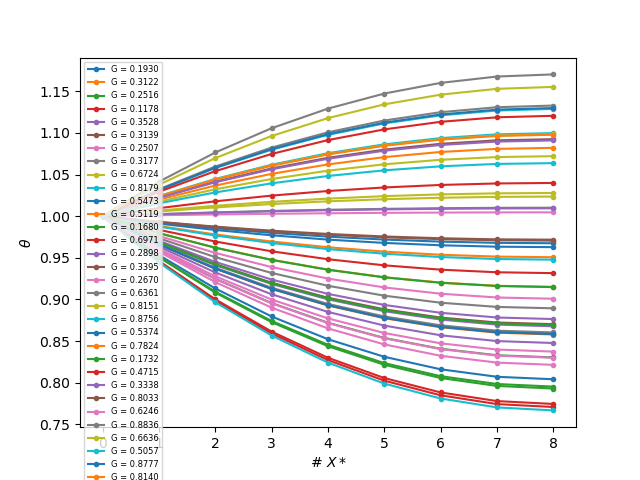 θ
1.15
1.10
1.05
1.00
0.95
0.90
0.85
0.80
0.75
G = 0.1930
G = 0.3122
G = 0.2516
G = 0.1178
G = 0.3528
G = 0.3139
G = 0.2507
G = 0.3177
G = 0.6724
G = 0.8179
G = 0.5473
G = 0.5119
G = 0.1680
G = 0.6971
G = 0.2898
G = 0.3395
G = 0.2670
G = 0.6361
G = 0.8151
G = 0.8756
G = 0.5374
G = 0.7824
G = 0.1732
G = 0.4715
G = 0.3338
G = 0.8033
G = 0.6246
G = 0.8836
G = 0.6636
G = 0.5057
G = 0.8777
G = 0.8140
0 1 2 3 4 5 6 7 8
# X*